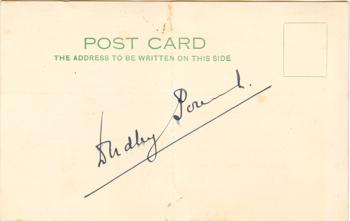 POST CARD
THE ADDRESS TO BE WRITTEN ON THIS SIDE
Dudley Pound.